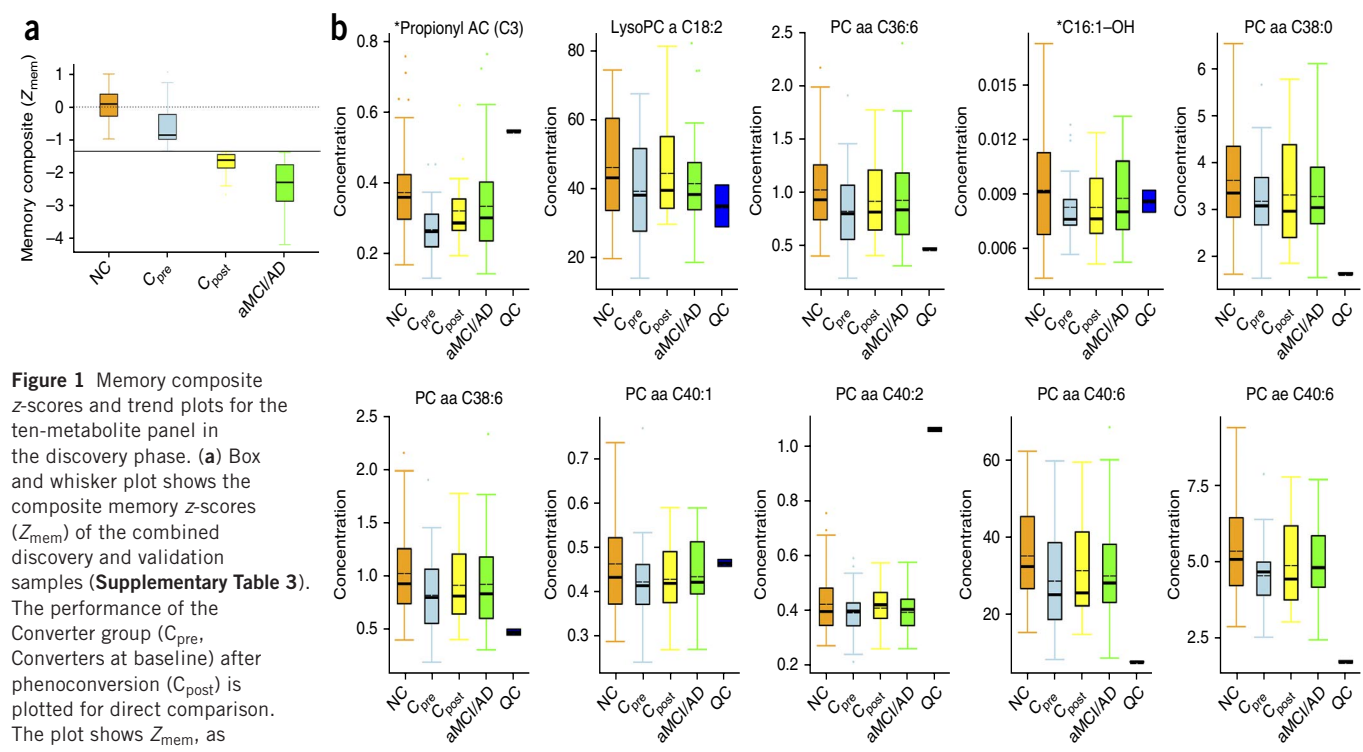 a
Memory composite (Zmem)
1
0
–1
–2
–3
–4
NC
Cpre
Cpost
aMCI/AD
b
*Propionyl AC (C3)
Concentration
0.8
0.6
0.4
0.2
NC
Cpre
Cpost
aMCI/AD
QC
LysoPC a C18:2
Concentration
80
60
40
20
NC
Cpre
Cpost
aMCI/AD
QC
PC aa C36:6
Concentration
2.5
2.0
1.5
1.0
0.5
NC
Cpre
Cpost
aMCI/AD
QC
*C16:1–OH
Concentration
0.015
0.012
0.009
0.006
NC
Cpre
Cpost
aMCI/AD
QC
PC aa C38:0
Concentration
7
6
5
4
3
2
NC
Cpre
Cpost
aMCI/AD
QC
Figure 1 Memory composite
z-scores and trend plots for the
ten-metabolite panel in
the discovery phase. (a) Box
and whisker plot shows the
composite memory z-scores
(Zmem) of the combined
discovery and validation
samples (Supplementary Table 3).
The performance of the
Converter group (Cpre,
Converters at baseline) after
phenoconversion (Cpost) is
plotted for direct comparison.
The plot shows Zmem, as
PC aa C38:6
Concentration
2.5
2.0
1.5
1.0
0.5
NC
Cpre
Cpost
aMCI/AD
QC
PC aa C40:1
Concentration
0.7
0.6
0.5
0.4
0.3
NC
Cpre
Cpost
aMCI/AD
QC
PC aa C40:2
Concentration
1.0
0.8
0.6
0.4
0.2
NC
Cpre
Cpost
aMCI/AD
QC
PC aa C40:6
Concentration
60
40
20
NC
Cpre
Cpost
aMCI/AD
QC
PC ae C40:6
Concentration
7.5
5.0
2.5
NC
Cpre
Cpost
aMCI/AD
QC